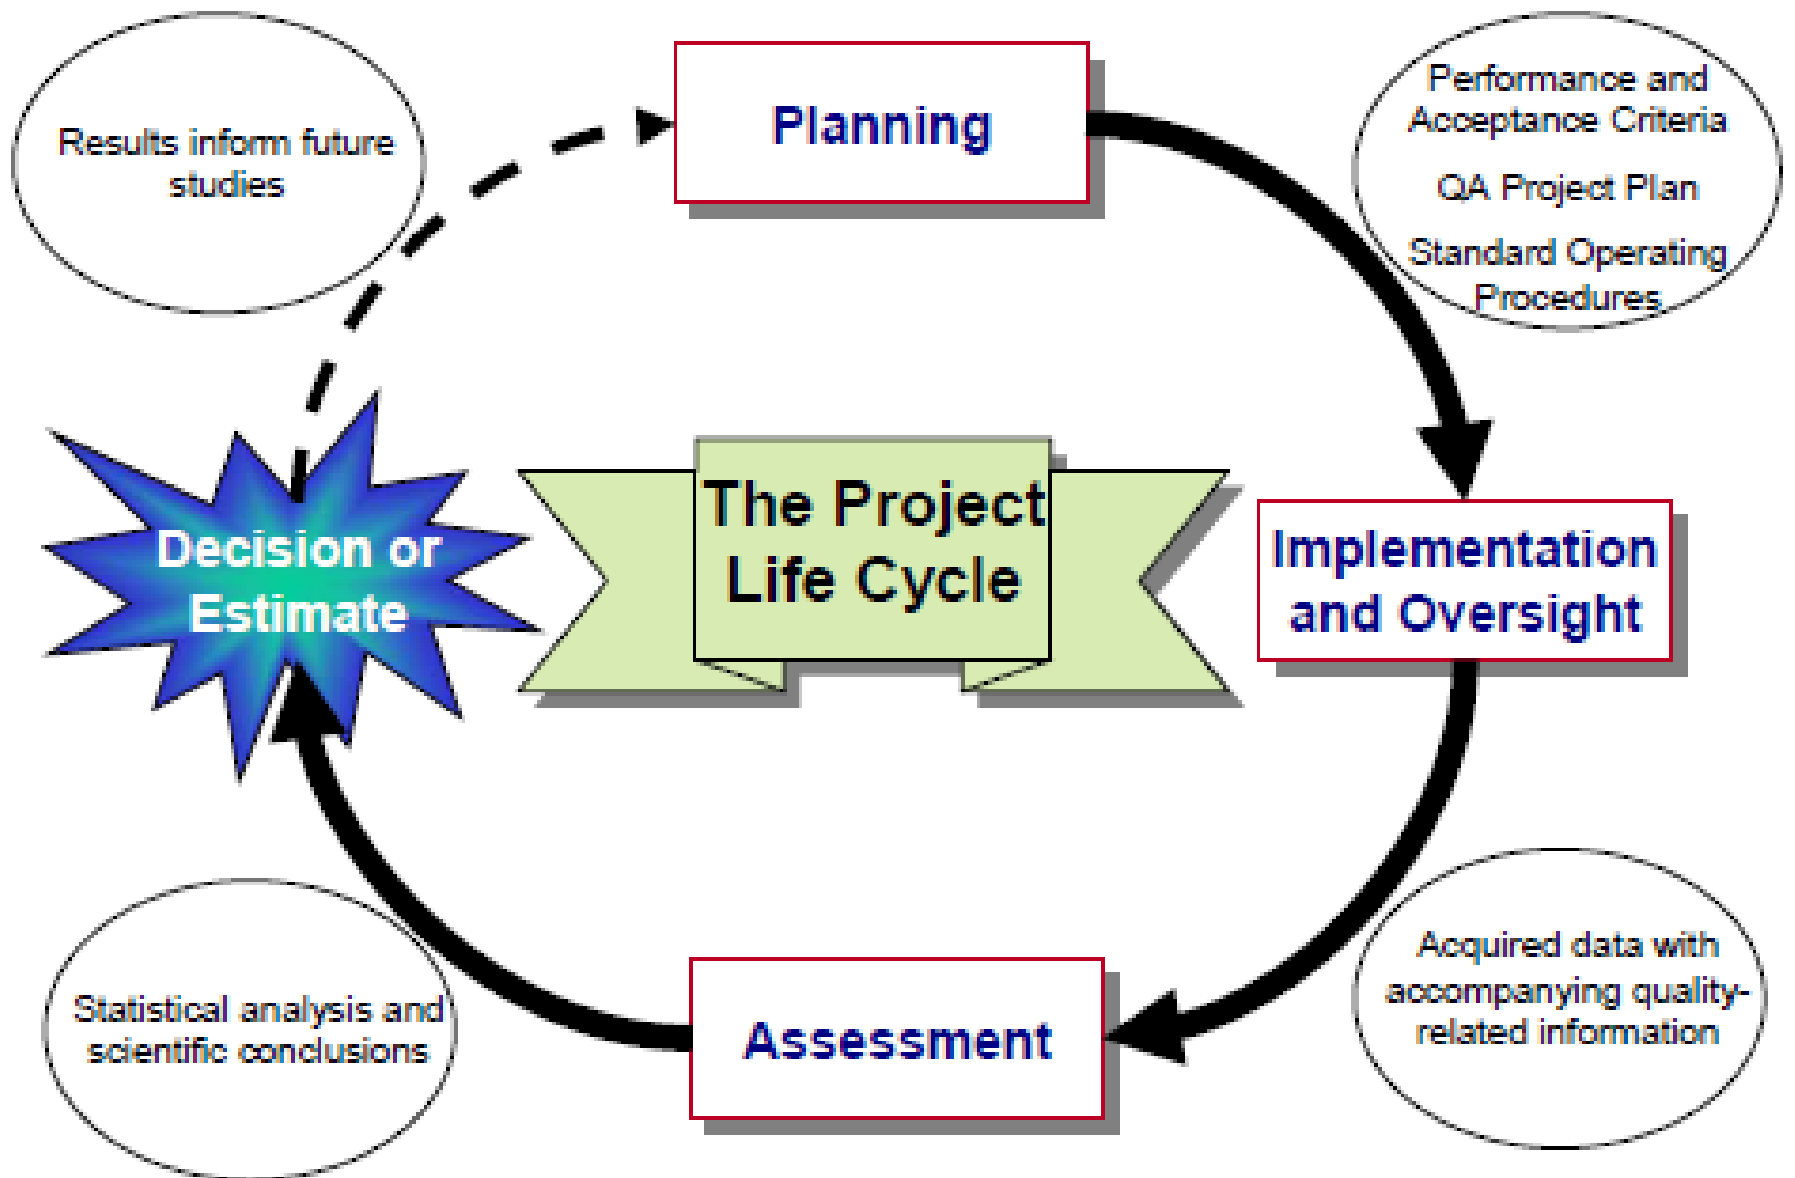 Results inform future
studies
Planning
Performance and
Acceptance Criteria
QA Project Plan
Standard Operating
Procedures
Decision or
Estimate
The Project
Life Cycle
Implementation
and Oversight
Statistical analysis and
scientific conclusions
Assessment
Acquired data with
accompanying quality-
related information